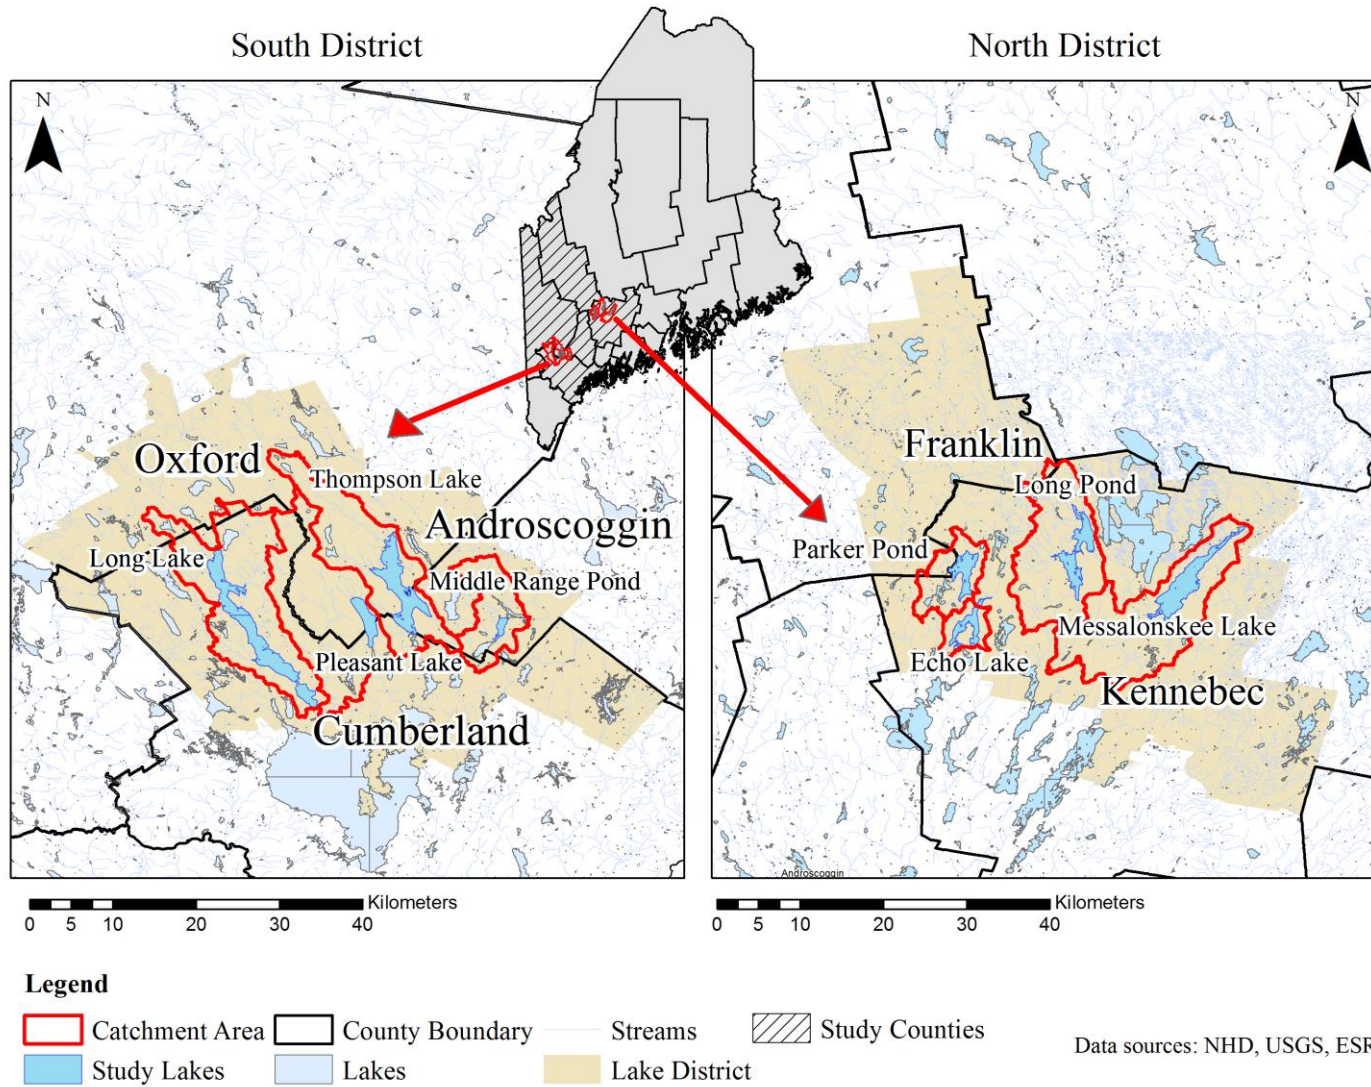 South District
North District
N
N
Oxford
Thompson Lake
Androscoggin
Long Lake
Middle Range Pond
Pleasant Lake
Cumberland
Franklin
Long Pond
Parker Pond
Messalonskee Lake
Echo Lake
Kennebec
Androscoggin
Kilometers
0 5 10 20 30 40
Kilometers
0 5 10 20 30 40
Legend
Catchment Area County Boundary Streams Study Counties
Study Lakes Lakes Lake District
Data sources: NHD, USGS, ESR